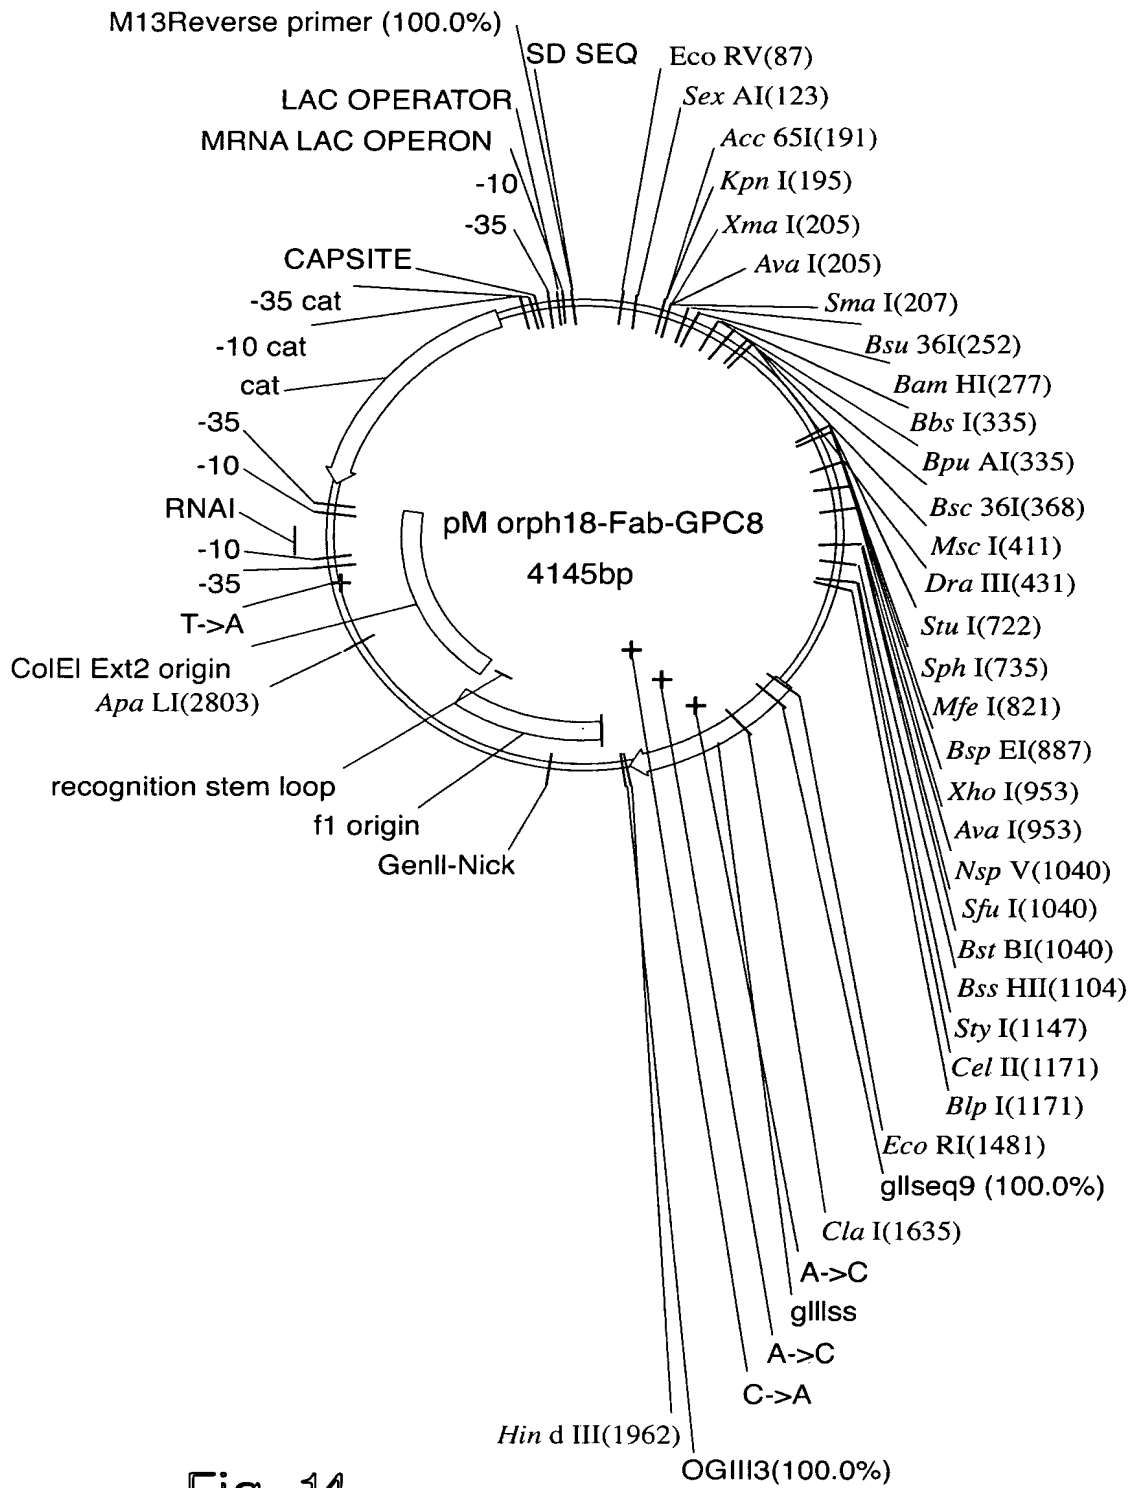 M13Reverse primer (100.0%)
SD SEQ
LAC OPERATOR
MRNA LAC OPERON
-10
-35
CAPSITE
-35 cat
-10 cat
cat
-35
-10
RNAI
-10
-35
T->A
ColEI Ext2 origin
Apa LI(2803)
recognition stem loop
f1 origin
GenII-Nick
pM orph18-Fab-GPC8
4145bp
Eco RV(87)
Sex AI(123)
Acc 65I(191)
Kpn I(195)
Xma I(205)
Ava I(205)
Sma I(207)
Bsu 36I(252)
Bam HI(277)
Bbs I(335)
Bpu AI(335)
Bsc 36I(368)
Msc I(411)
Dra III(431)
Stu I(722)
Sph I(735)
Mfe I(821)
Bsp EI(887)
Xho I(953)
Ava I(953)
Nsp V(1040)
Sfu I(1040)
Bst BI(1040)
Bss HII(1104)
Sty I(1147)
Cel II(1171)
Blp I(1171)
Eco RI(1481)
gIIseq9 (100.0%)
Cla I(1635)
A->C
gIIIss
A->C
C->A
Hin d III(1962)
OGIII3(100.0%)
Fig. 14